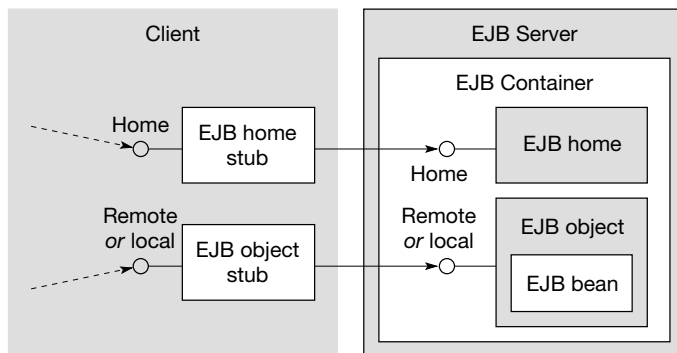 Client
EJB Server
EJB Container
Home
EJB home
stub
Home
EJB home
Remote
or local
EJB object
stub
Remote
or local
EJB object
EJB bean